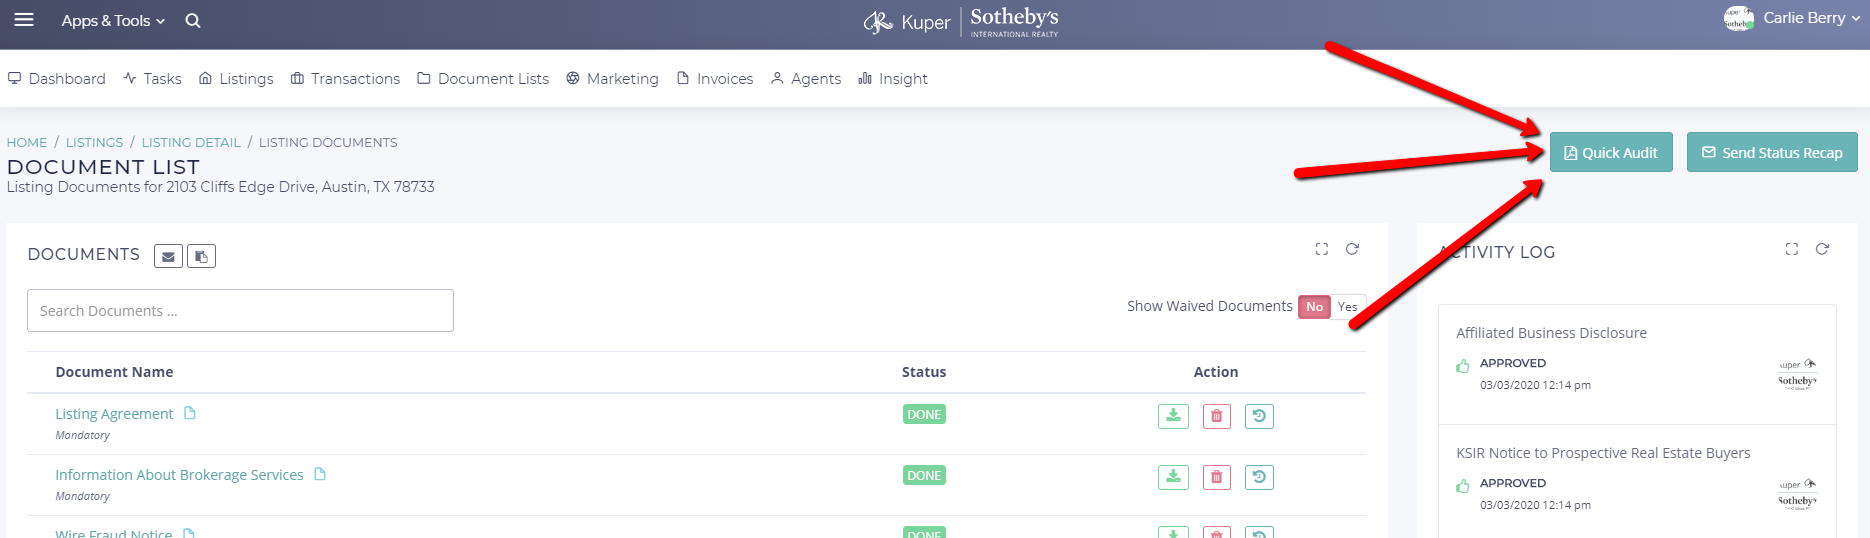 Apps & Tools
Kuper Sotheby's
INTERNATIONAL REALTY
Carlie Berry
Dashboard Tasks Listings Transactions Document Lists Marketing Invoices Agents Insight
HOME / LISTINGS / LISTING DETAIL / LISTING DOCUMENTS
DOCUMENT LIST
Listing Documents for 2103 Cliffs Edge Drive, Austin, TX 78733
Quick Audit
Send Status Recap
DOCUMENTS
Search Documents ...
Show Waived Documents No Yes
Document Name Status Action
Listing Agreement DONE
Mandatory
Information About Brokerage Services DONE
Mandatory
Wire Fraud Notice DONE
ACTIVITY LOG
Affiliated Business Disclosure
APPROVED
03/03/2020 12:14 pm
KSIR Notice to Prospective Real Estate Buyers
APPROVED
03/03/2020 12:14 pm